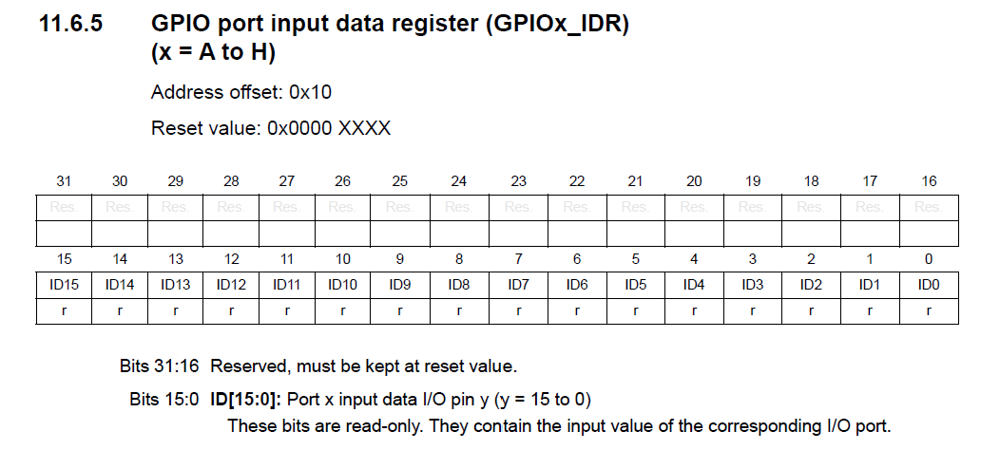 11.6.5 GPIO port input data register (GPIOx_IDR)
(x = A to H)
Address offset: 0x10
Reset value: 0x0000 XXXX
31 30 29 28 27 26 25 24 23 22 21 20 19 18 17 16
Res. Res. Res. Res. Res. Res. Res. Res. Res. Res. Res. Res. Res. Res. Res. Res.
15 14 13 12 11 10 9 8 7 6 5 4 3 2 1 0
ID15 ID14 ID13 ID12 ID11 ID10 ID9 ID8 ID7 ID6 ID5 ID4 ID3 ID2 ID1 ID0
r r r r r r r r r r r r r r r r
Bits 31:16 Reserved, must be kept at reset value.
Bits 15:0 ID[15:0]: Port x input data I/O pin y (y = 15 to 0)
These bits are read-only. They contain the input value of the corresponding I/O port.